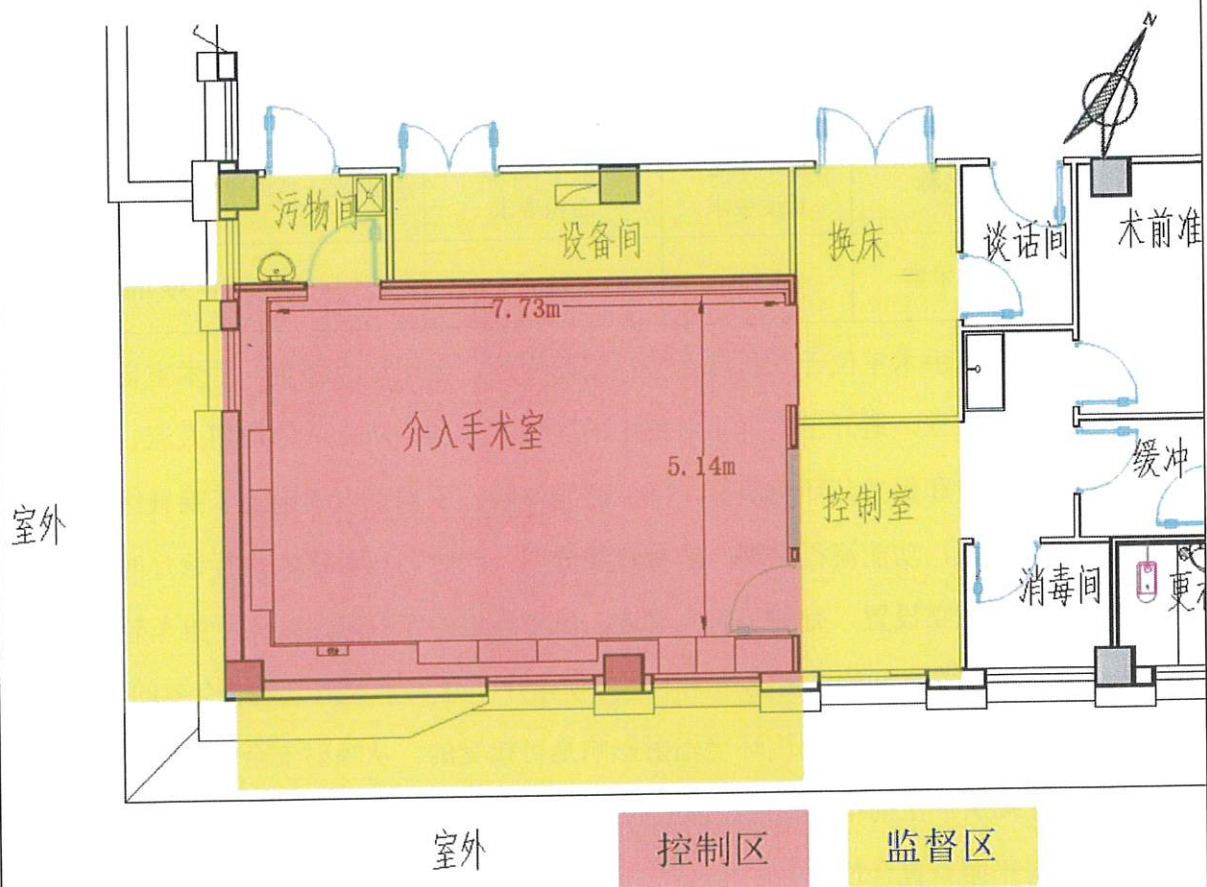 N
污物间
设备间
换床
谈话间
术前准
7.73m
介入手术室
5.14m
控制室
缓冲
室外
消毒间
更
室外
控制区
监督区